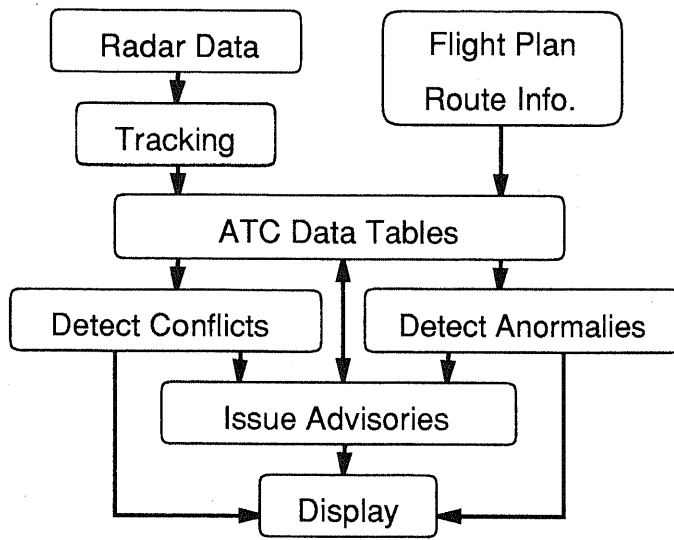 Radar Data
Flight Plan
Route Info.
Tracking
ATC Data Tables
Detect Conflicts
Detect Anormalies
Issue Advisories
Display